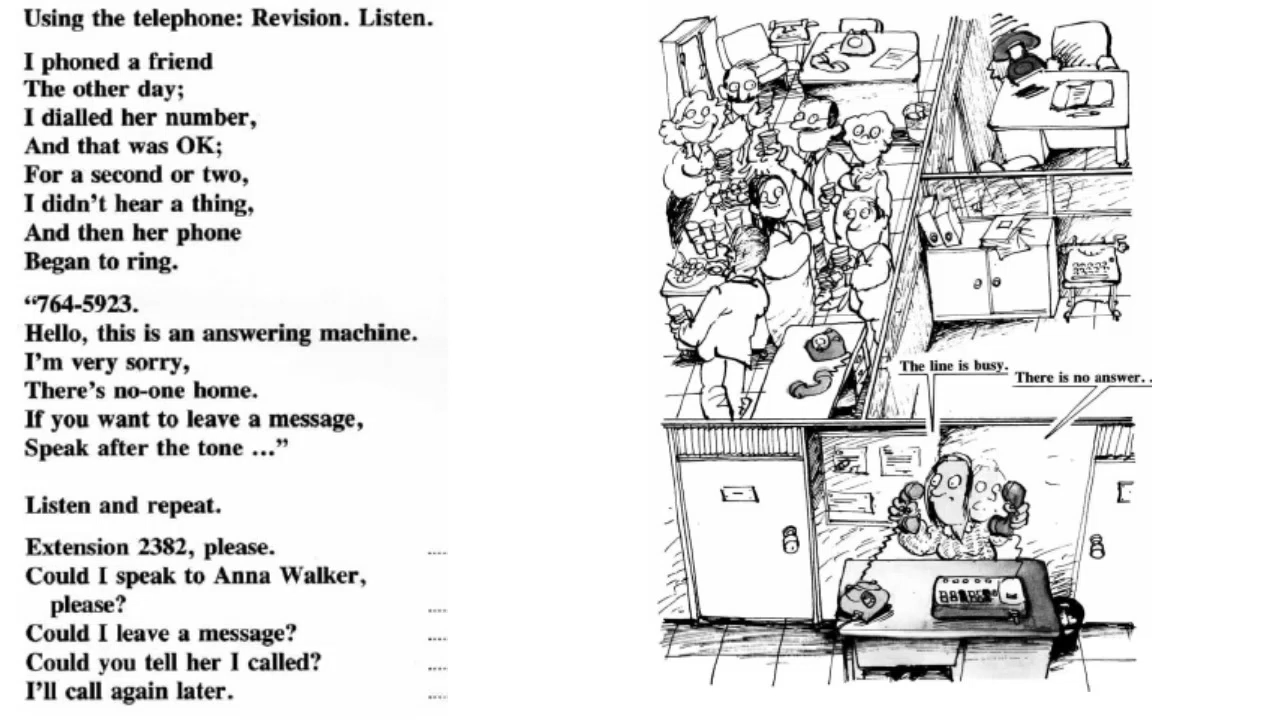 Using the telephone: Revision. Listen.
I phoned a friend
The other day;
I dialled her number,
And that was OK;
For a second or two,
I didn't hear a thing,
And then her phone
Began to ring.
“764-5923.
Hello, this is an answering machine.
I'm very sorry,
There's no-one home.
If you want to leave a message,
Speak after the tone ...”
Listen and repeat.
Extension 2382, please. ....
Could I speak to Anna Walker,
please? ....
Could I leave a message? ....
Could you tell her I called? ....
I'll call again later. ....
The line is busy.
There is no answer. .